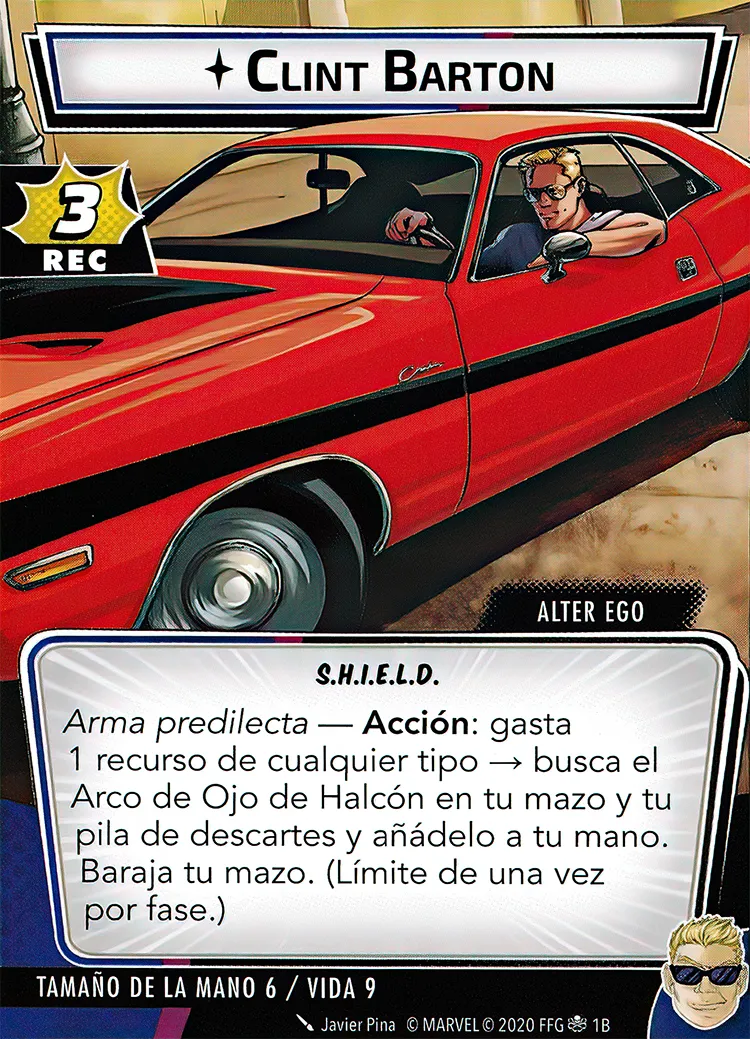 CLINT BARTON
3
REC
ALTER EGO
S.H.I.E.L.D.
Arma predilecta — Acción: gasta
1 recurso de cualquier tipo → busca el
Arco de Ojo de Halcón en tu mazo y tu
pila de descartes y añádelo a tu mano.
Baraja tu mazo. (Límite de una vez
por fase.)
TAMAÑO DE LA MANO 6 / VIDA 9
Javier Pina © MARVEL © 2020 FFG 1B